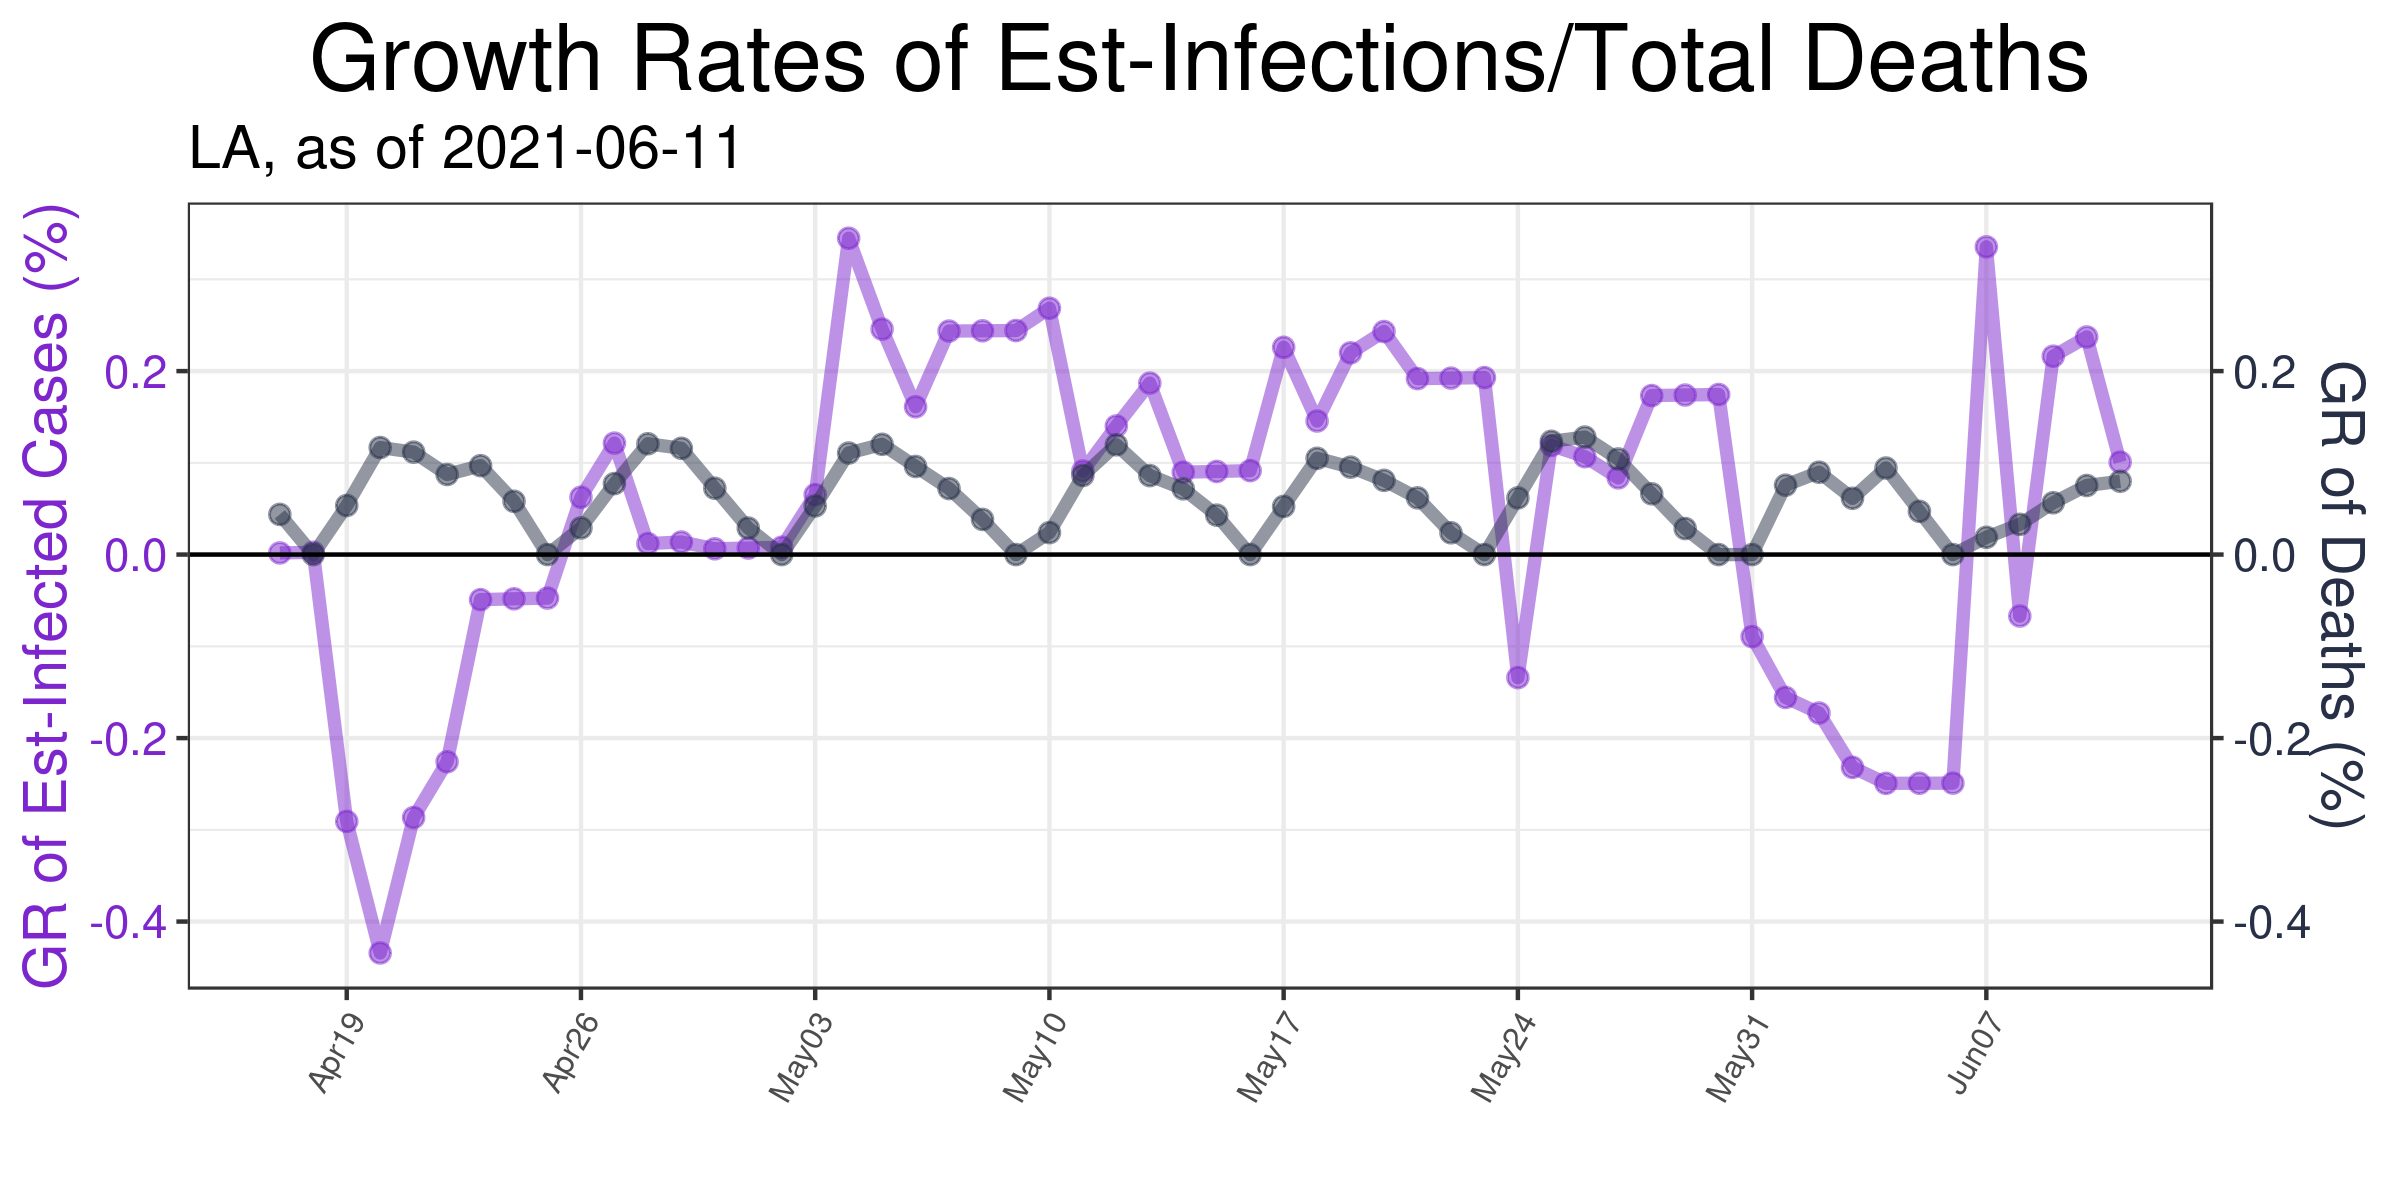 Growth Rates of Est-Infections/Total Deaths
LA, as of 2021-06-11
GR of Est-Infected Cases (%)
0.2
0.0
-0.2
-0.4
0.2
0.0
-0.2
-0.4
GR of Deaths (%)
Apr19
Apr26
May03
May10
May17
May24
May31
Jun07